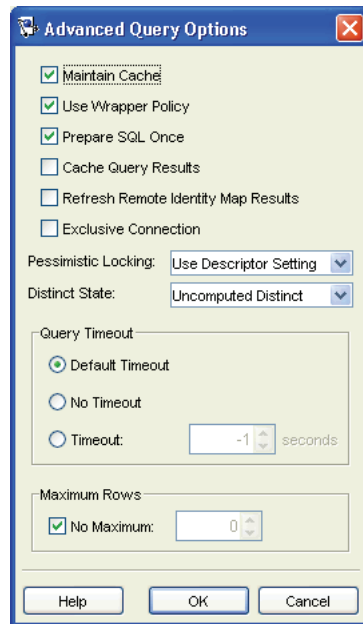 Advanced Query Options
Maintain Cache
Use Wrapper Policy
Prepare SQL Once
Cache Query Results
Refresh Remote Identity Map Results
Exclusive Connection
Pessimistic Locking: Use Descriptor Setting
Distinct State: Uncomputed Distinct
Query Timeout
Default Timeout
No Timeout
Timeout: -1 seconds
Maximum Rows
No Maximum: 0
Help OK Cancel